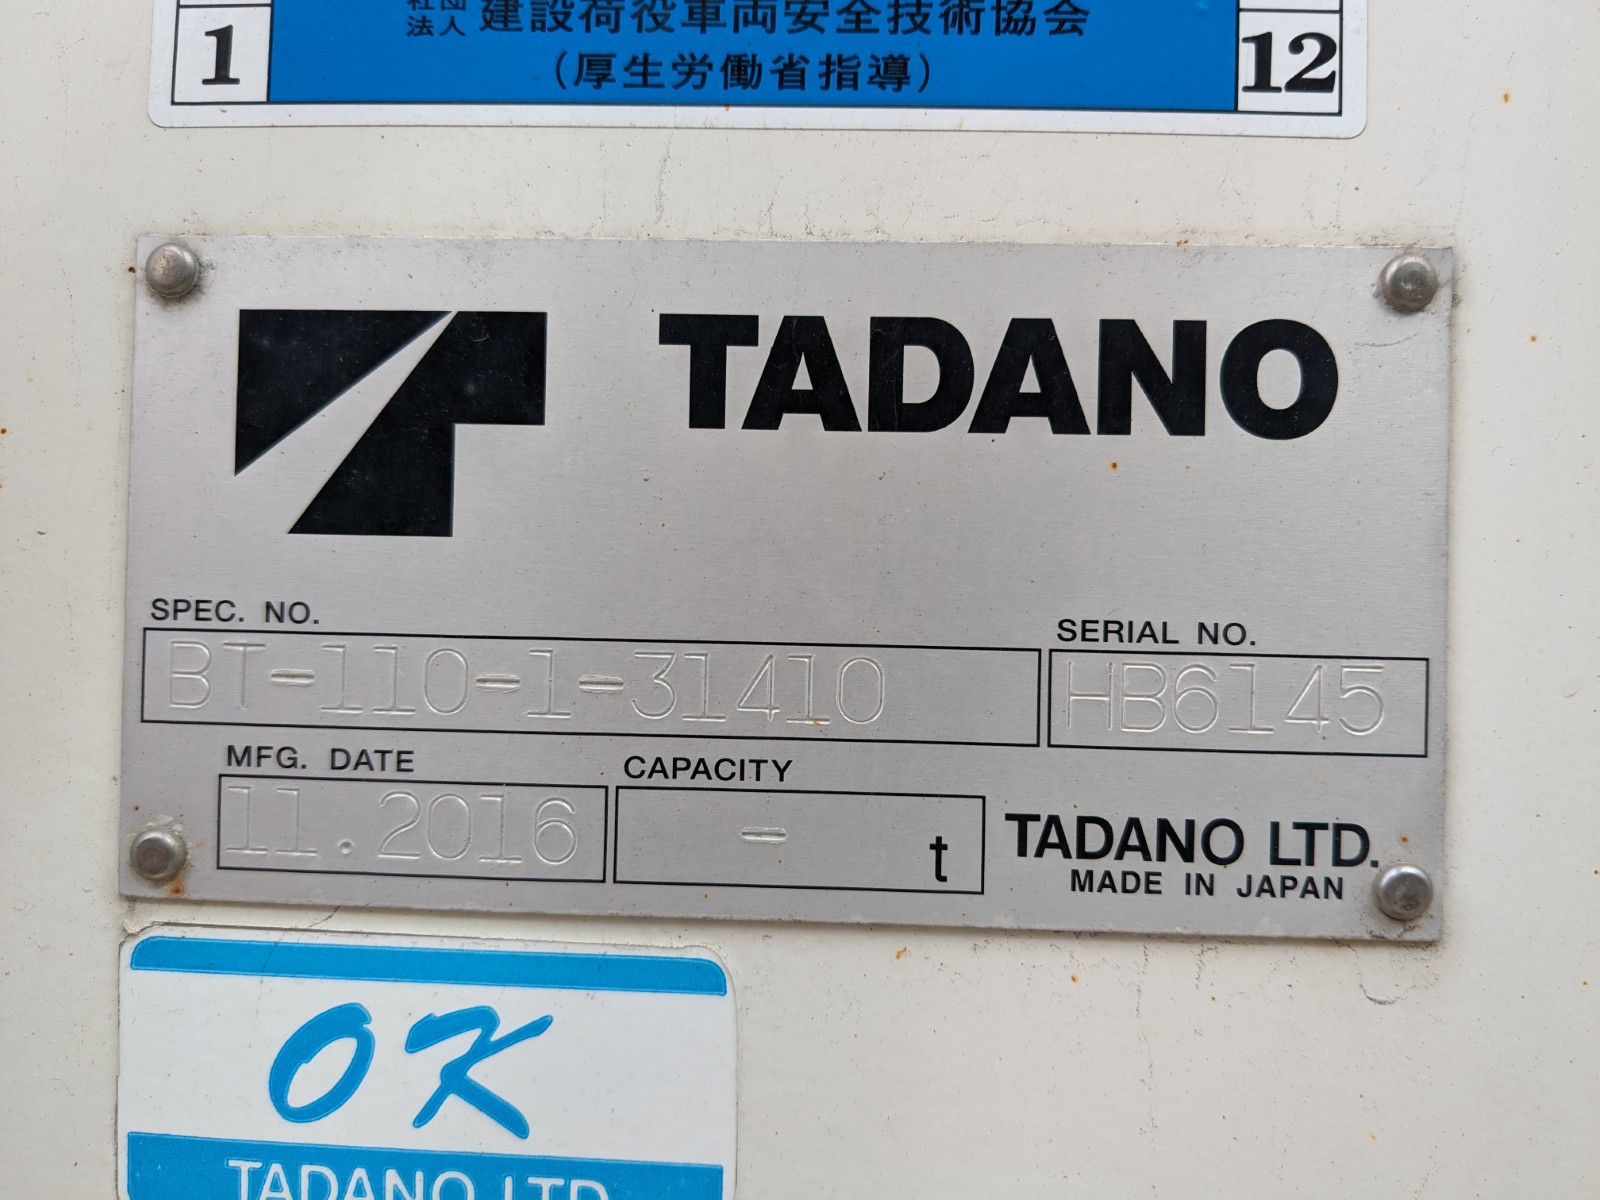 社団
法人 建設荷役車両安全技術協会
1 (厚生労働省指導) 12
TADANO
SPEC. NO.
BT-110-1-31410
SERIAL NO.
HB6145
MFG. DATE
11.2016
CAPACITY
- t
TADANO LTD.
MADE IN JAPAN
OK
TADANO LTD